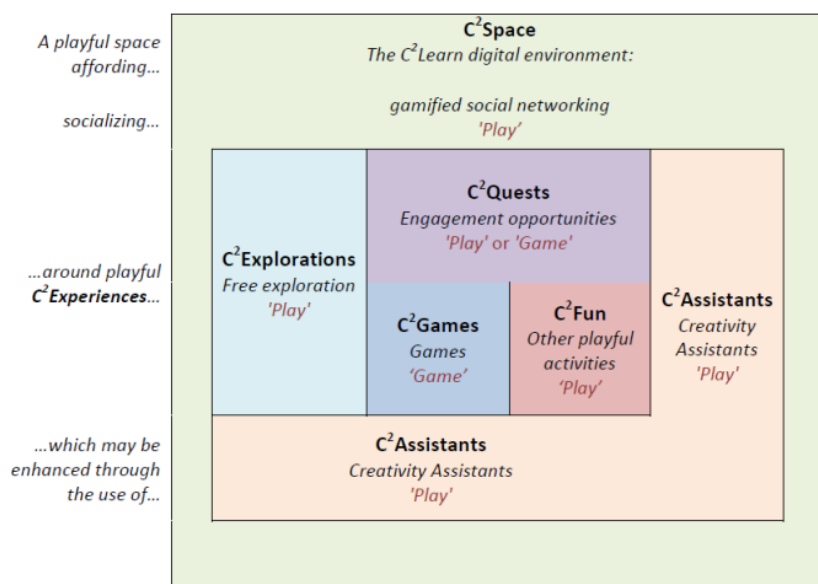 A playful space
affording…
C²Space
The C²Learn digital environment:
socializing…
gamified social networking
'Play'
…around playful
C²Experiences…
C²Explorations
Free exploration
'Play'
C²Quests
Engagement opportunities
'Play' or 'Game'
C²Games
Games
‘Game’
C²Fun
Other playful
activities
‘Play’
C²Assistants
Creativity
Assistants
'Play'
…which may be
enhanced through
the use of…
C²Assistants
Creativity Assistants
'Play'